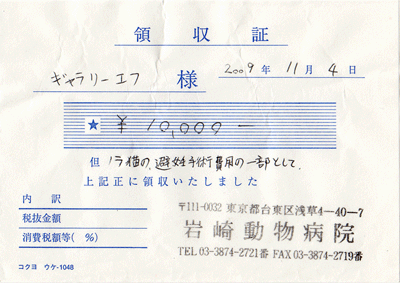 領収証
ギャラリーエフ 様 2009年 11月 4日
★ ¥10,000-
但 避妊手術費用の一部として
上記正に領収いたしました
内訳
税抜金額
消費税額等( %)
〒111-0032 東京都台東区浅草4-40-7
岩崎動物病院
TEL 03-3874-2721番 FAX 03-3874-2719番
コクヨ ウケ-1048